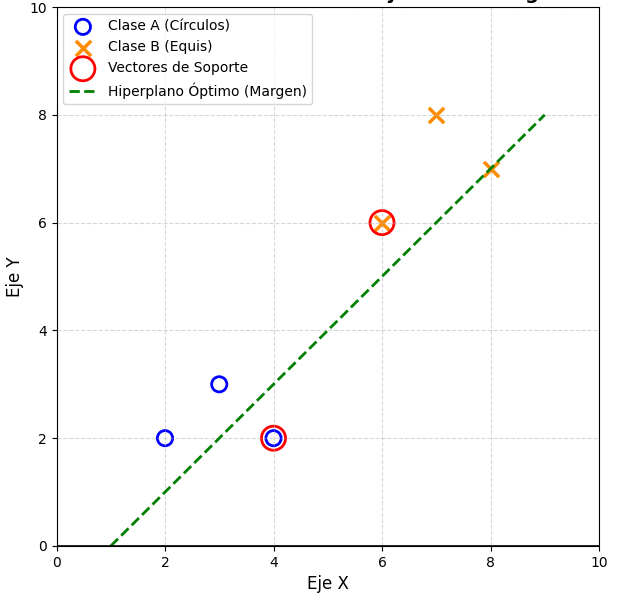 Clase A (Círculos)
Clase B (Equis)
Vectores de Soporte
Hiperplano Óptimo (Margen)
10
8
6
4
2
0
Eje Y
0 2 4 6 8 10
Eje X